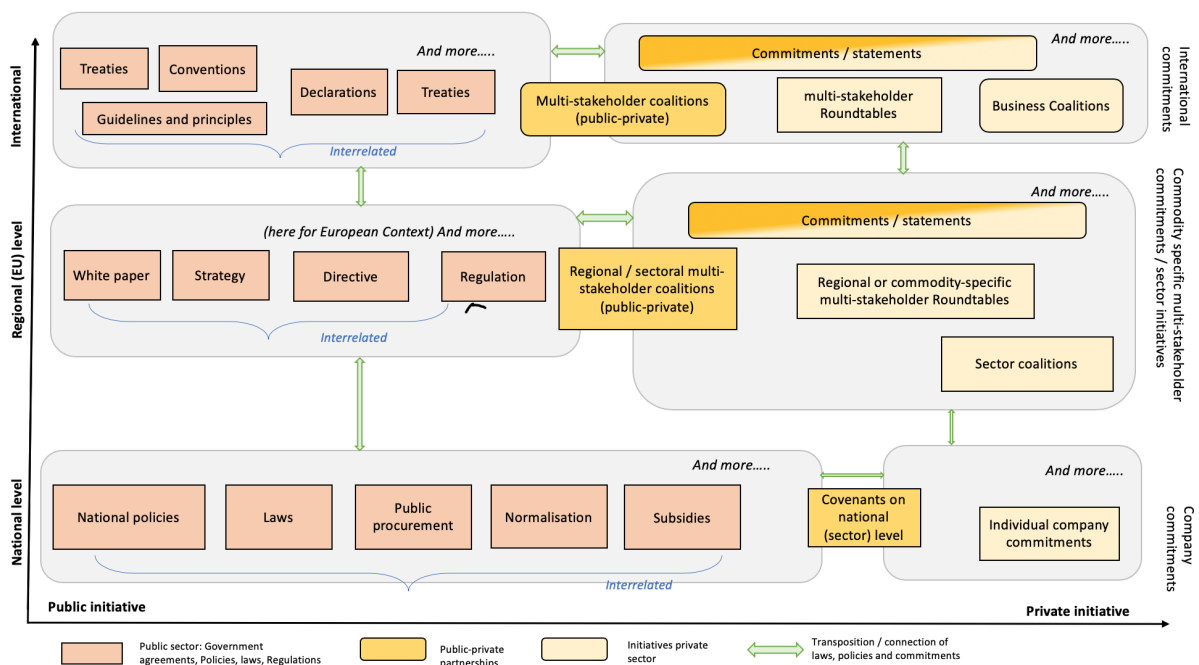 International
And more…..
Treaties
Conventions
Declarations
Treaties
Guidelines and principles
Interrelated
Multi-stakeholder coalitions
(public-private)
And more…..
Commitments / statements
multi-stakeholder
Roundtables
Business Coalitions
International
commitments
Regional (EU) level
(here for European Context) And more…..
White paper
Strategy
Directive
Regulation
Interrelated
Regional / sectoral multi-
stakeholder coalitions
(public-private)
And more…..
Commitments / statements
Regional or commodity-specific
multi-stakeholder Roundtables
Sector coalitions
Commodity specific multi-stakeholder
commitments / sector initiatives
National level
And more…..
National policies
Laws
Public
procurement
Normalisation
Subsidies
Interrelated
Covenants on
national
(sector) level
And more…..
Individual company
commitments
Company
commitments
Public initiative
Private initiative
Public sector: Government
agreements, Policies, laws, Regulations
Public-private
partnerships
Initiatives private
sector
Transposition / connection of
laws, policies and commitments